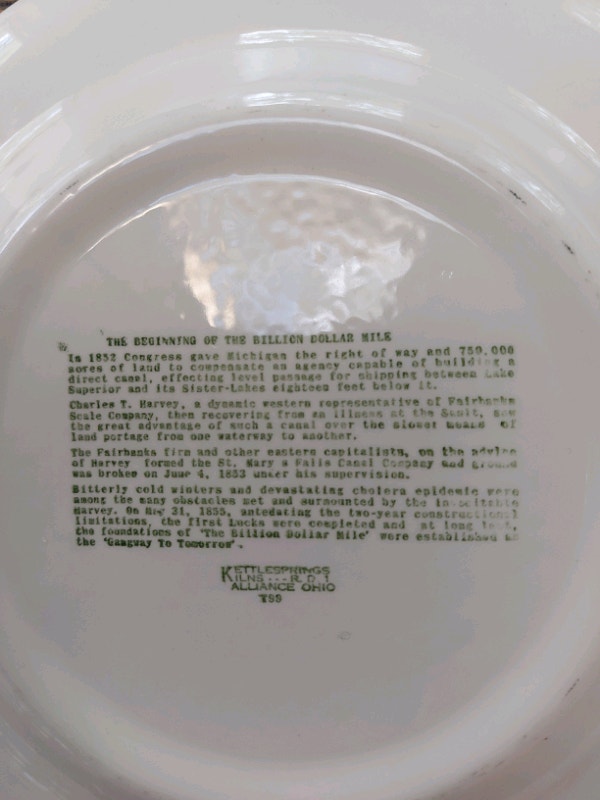 THE BEGINNING OF THE BILLION DOLLAR MILE
In 1852 Congress gave Michigan the right of way and 750,000
acres of land to compensate an agency capable of building a
direct canal, effecting level passage for shipping between Lake
Superior and its Sister-Lakes eighteen feet below it.
Charles T. Harvey, a dynamic western representative of Fairbanks
Scale Company, then recovering from an illness at the Sault, saw
the great advantage of such a canal over the slower means of
land portage from one waterway to another.
The Fairbanks firm and other eastern capitalists, on the advice
of Harvey formed the St. Mary s Falls Canal Company and ground
was broken on June 4, 1853 under his supervision.
Bitterly cold winters and devastating cholera epidemic were
among the many obstacles met and surmounted by the
Harvey. On May 31, 1855, antedating the two-year constructional
limitations, the first Locks were completed and at long last,
the foundations of 'The Billion Dollar Mile' were established as
the 'Gangway To Tomorrow'.
KETTLESPRINGS
KILNS --- R. D. 1
ALLIANCE OHIO